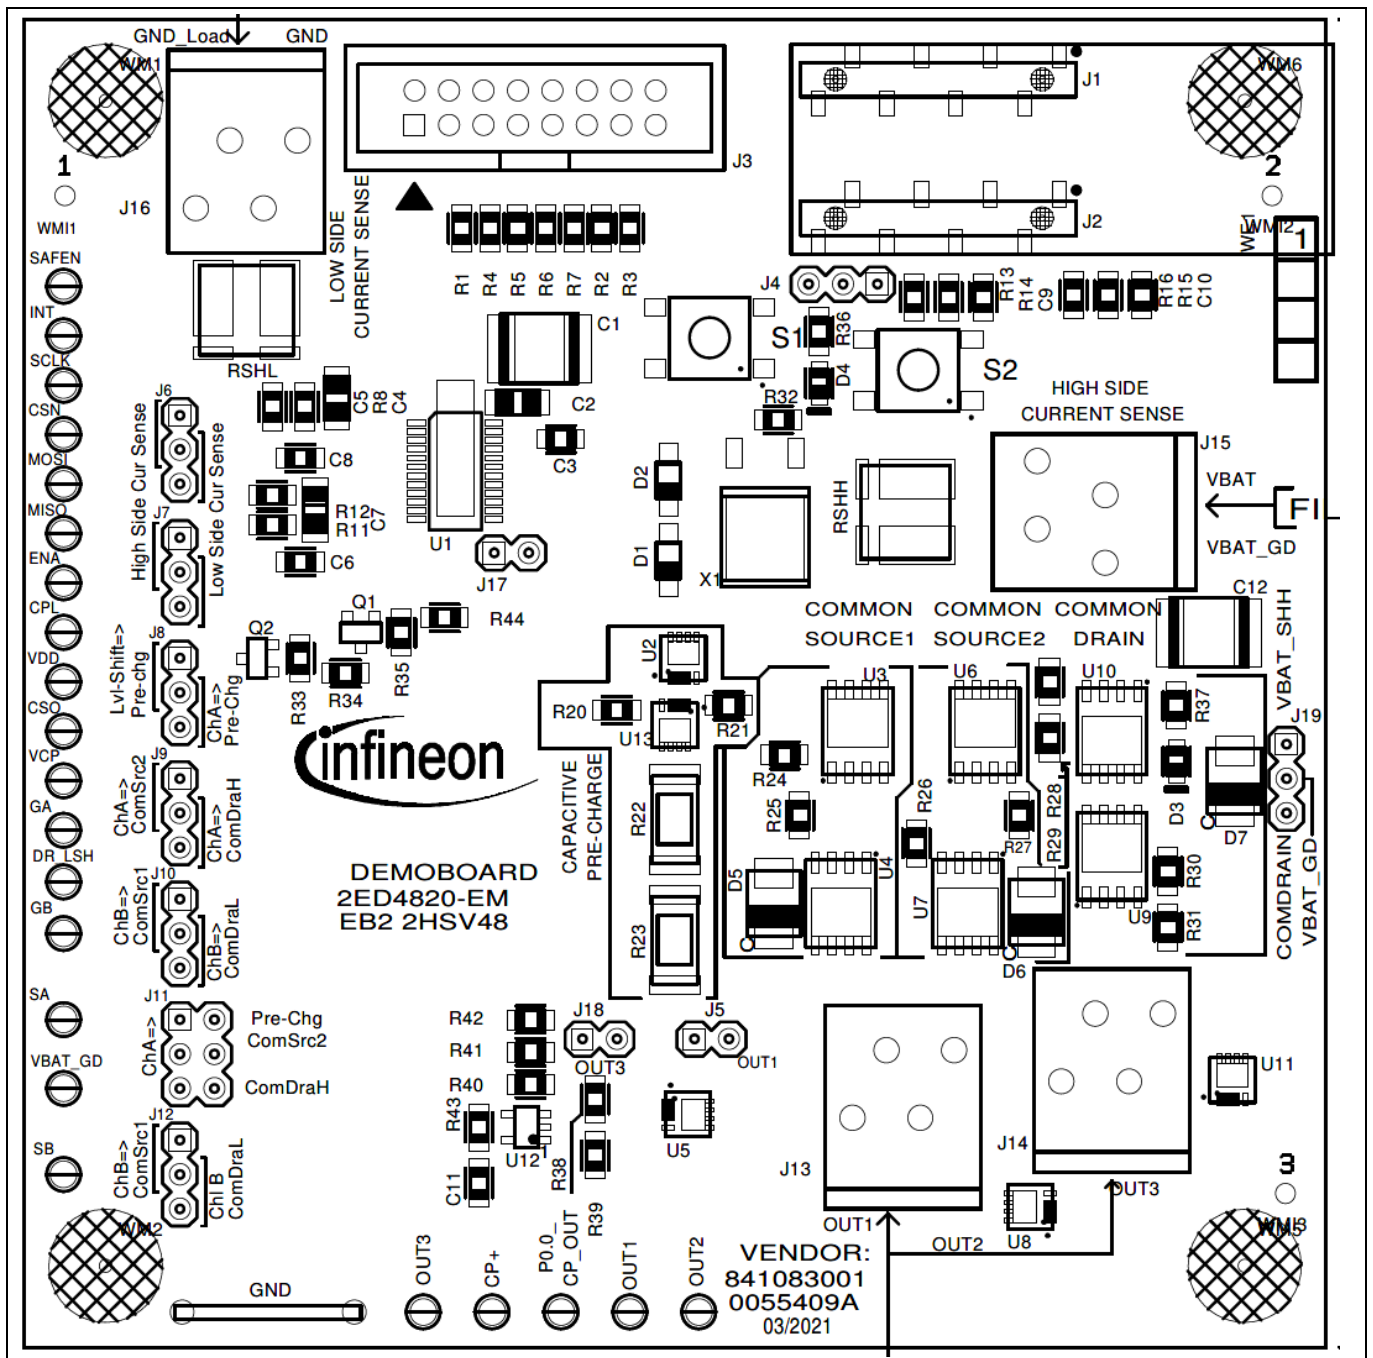 GND_Load GND
WM1
WM6
J1
J3
1
2
J16
WMI1
LOW SIDE
CURRENT SENSE
J2
WMI2
WE1
1
SAFEN
R1
R4
R5
R6
R7
R2
R3
J4
R13
R14
C9
R16
R15
C10
INT
C1
S1
R36
SCLK
RSHL
S2
D4
HIGH SIDE
CURRENT SENSE
J6
C5
R8
C4
C2
R32
CSN
High Side Cur Sense
Low Side Cur Sense
C3
J15
MOSI
C8
D2
RSHH
VBAT
FI
MISO
J7
R12
R11
C7
U1
VBAT_GD
ENA
C6
J17
D1
X1
C12
CPL
Q1
R44
COMMON
SOURCE1
COMMON
SOURCE2
COMMON
DRAIN
VBAT_SHH
J8
Q2
R35
U2
VDD
Lvl-Shift=>
Pre-chg
ChA=>
Pre-Chg
R33
R34
U3
U6
U10
R37
CSO
R20
R21
U13
J19
VCP
J9
infineon
R24
ChA=>
ComSrc2
ChA=>
ComDraH
CAPACITIVE
PRE-CHARGE
R22
R25
R26
R27
R28
R29
D3
D7
GA
DR_LSH
J10
DEMOBOARD
2ED4820-EM
EB2 2HSV48
D5
U4
U7
U9
R30
R31
COMDRAIN
VBAT_GD
GB
ChB=>
ComSrc1
ChB=>
ComDraL
R23
D6
SA
J11
ChA=>
Pre-Chg
ComSrc2
ComDraH
R42
R41
R40
J18
OUT3
J5
OUT1
VBAT_GD
U11
J12
R43
U12
U5
J13
J14
SB
ChB=>
ComSrc1
Chl B
ComDraL
C11
R38
R39
3
OUT3
WM2
OUT1
OUT2
U8
WMI3
WM5
GND
OUT3
CP+
P0.0_
CP_OUT
OUT1
OUT2
VENDOR:
841083001
0055409A
03/2021